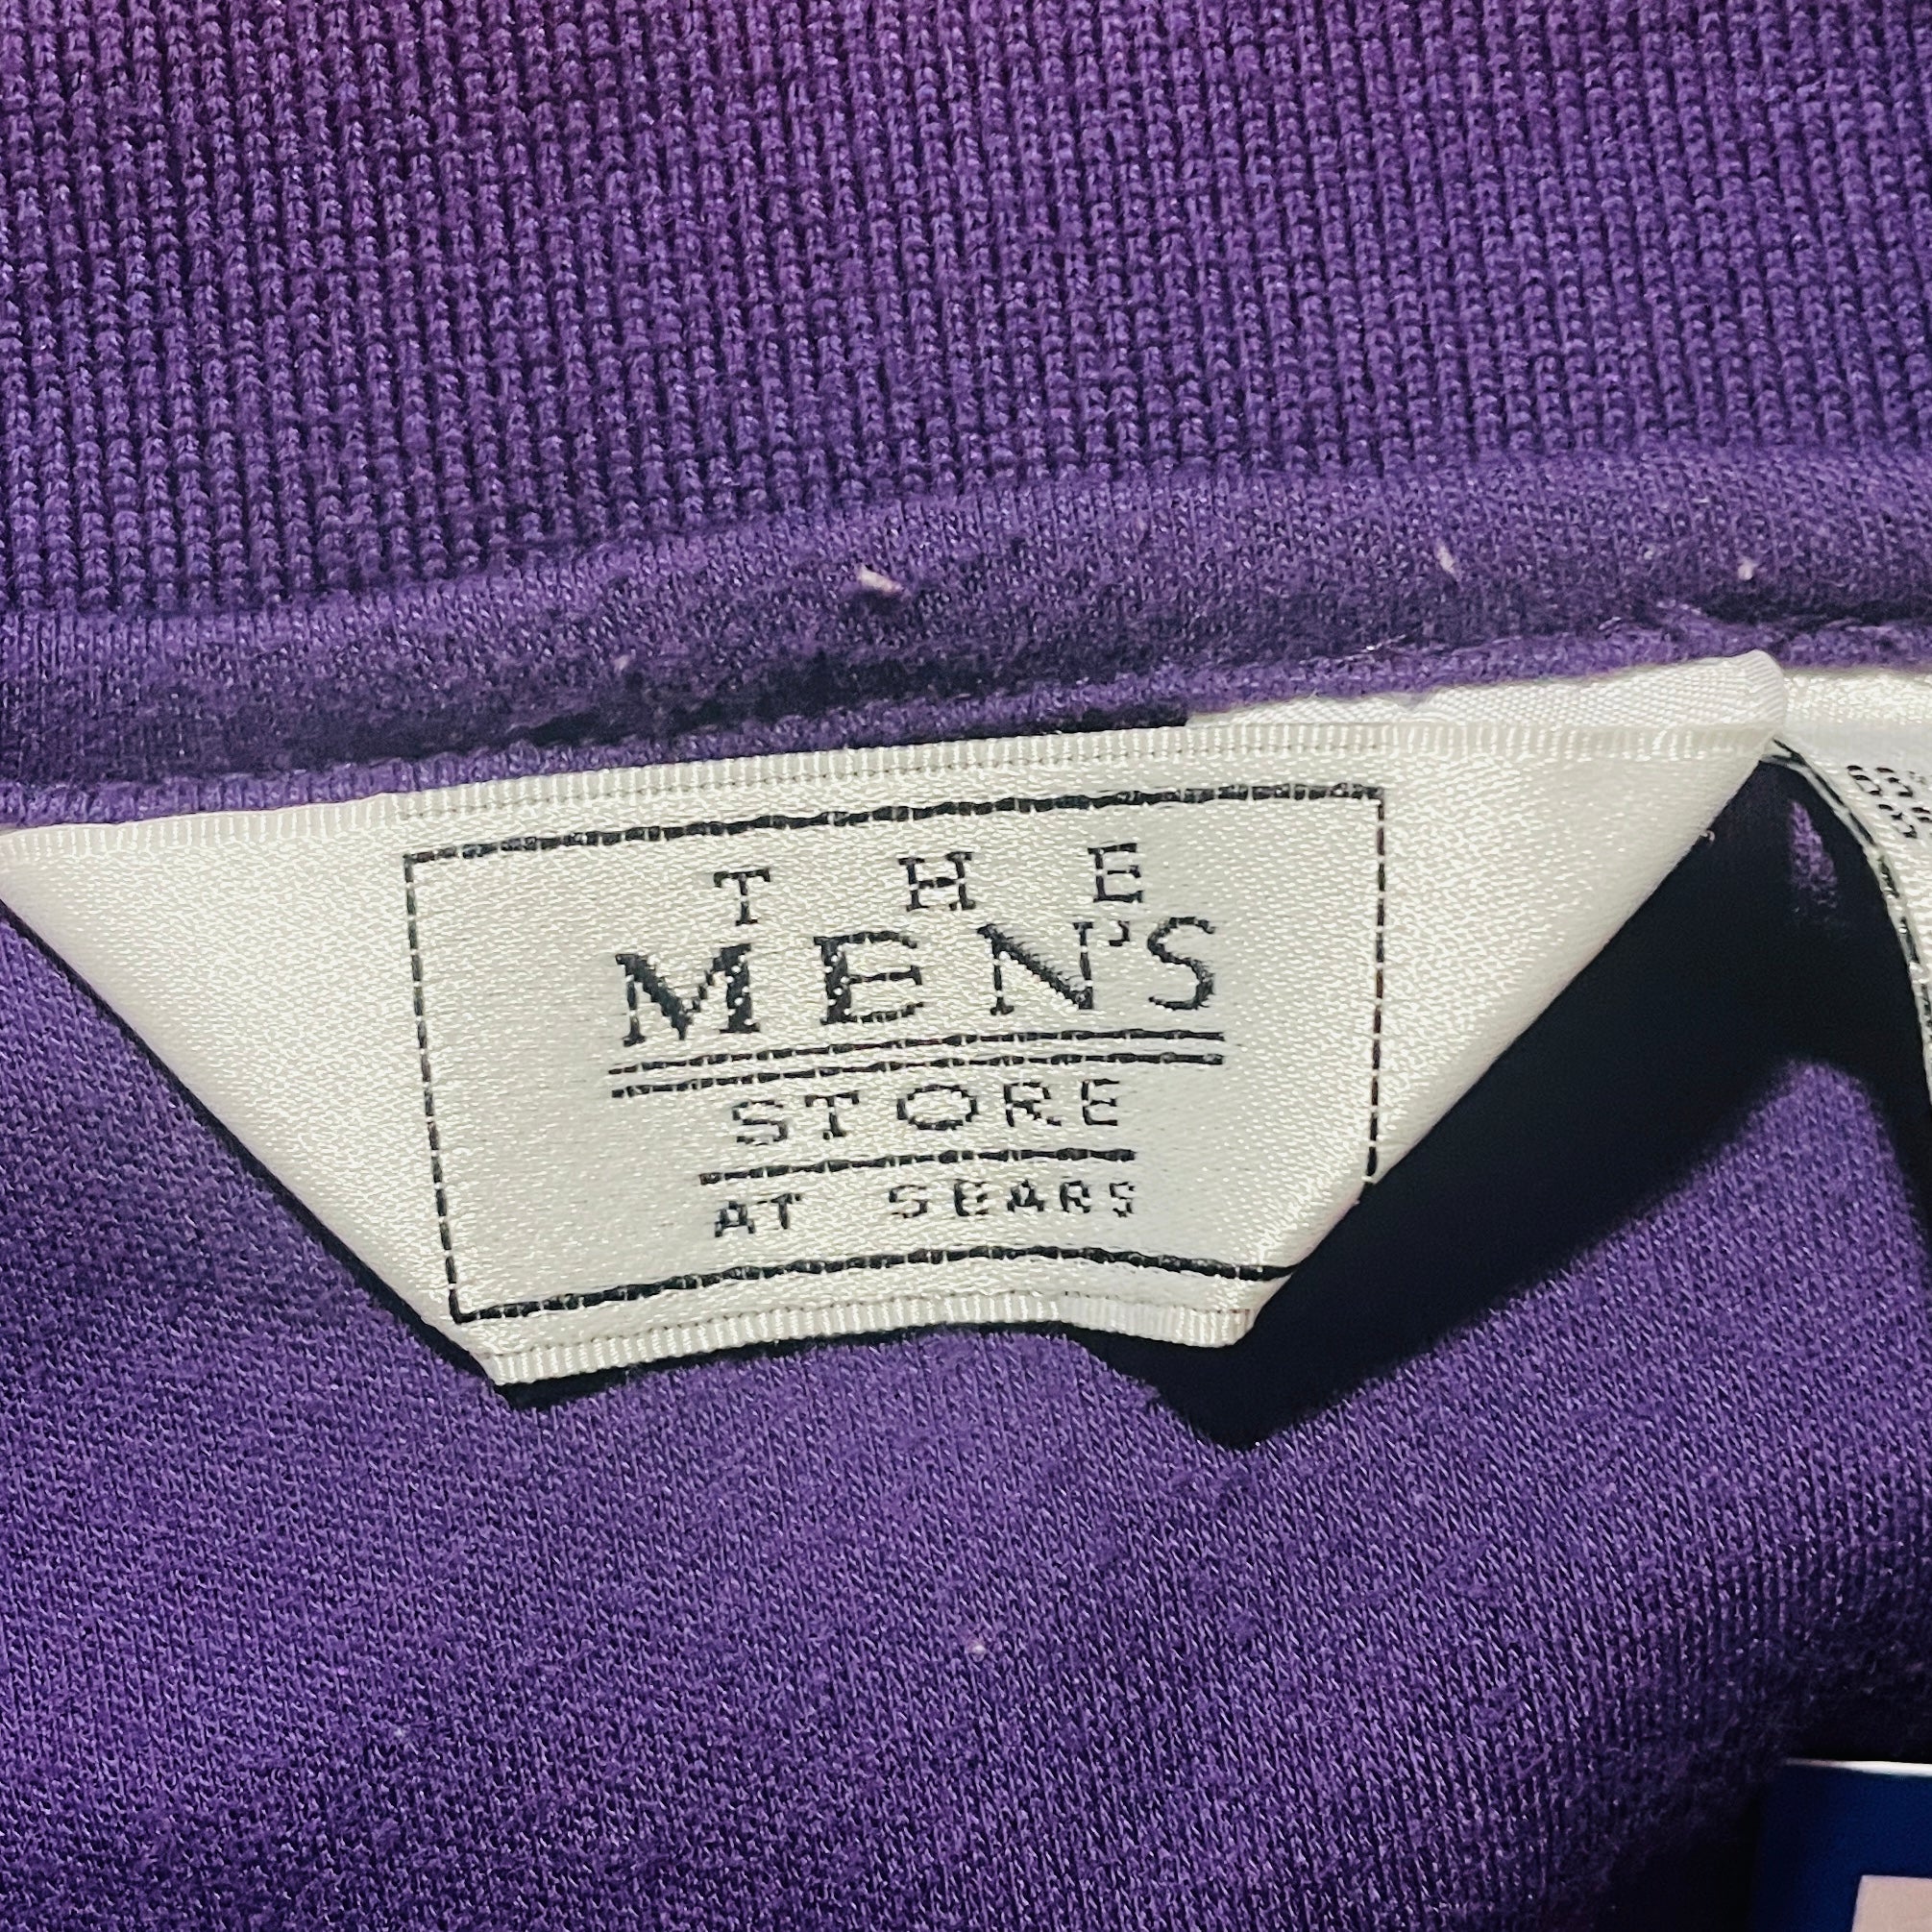 THE
MEN'S
STORE
AT SEARS